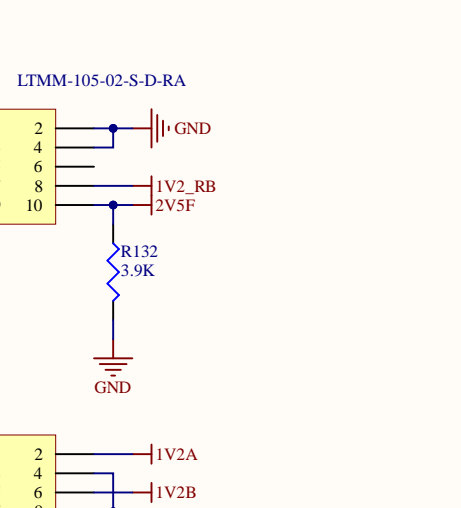 LTMM-105-02-S-D-RA
2
GND
4
6
8
1V2_RB
10
2V5F
R132
3.9K
GND
2
1V2A
4
6
1V2B